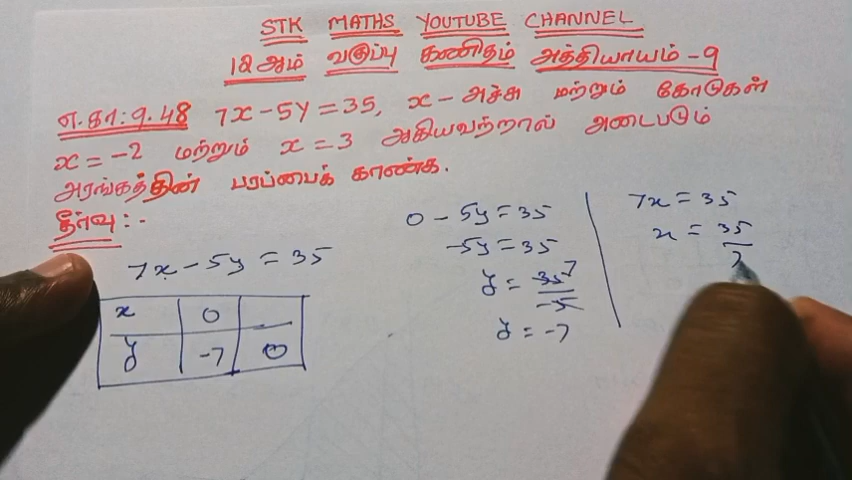 STK MATHS YOUTUBE CHANNEL
12ஆம் வகுப்பு கணிதம் அத்தியாயம் -9
எ.கா:9.48 7x-5y=35, x-அச்சு மற்றும் கோடுகள்
x=-2 மற்றும் x=3 ஆகியவற்றால் அடைபடும்
அரங்கத்தின் பரப்பைக் காண்க.
தீர்வு:-
7x-5y=35
x 0
y -7 0
0-5y=35
-5y=35
y = 35 7
-5
y = -7
7x=35
x = 35
7